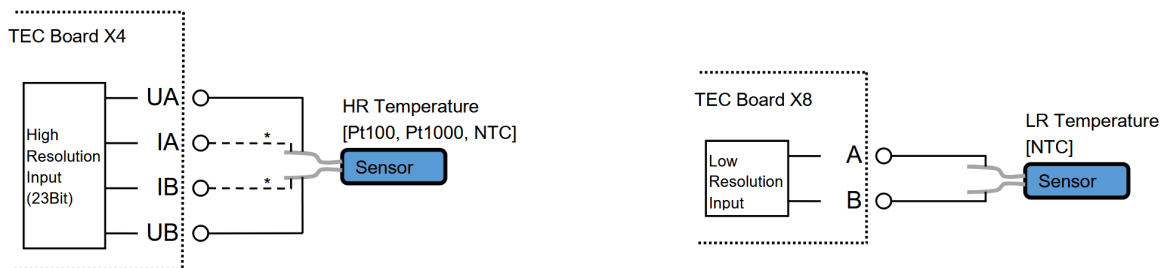 TEC Board X4
High
Resolution
Input
(23Bit)
UA
IA
IB
UB
*
*
HR Temperature
[Pt100, Pt1000, NTC]
Sensor
TEC Board X8
Low
Resolution
Input
A
B
LR Temperature
[NTC]
Sensor